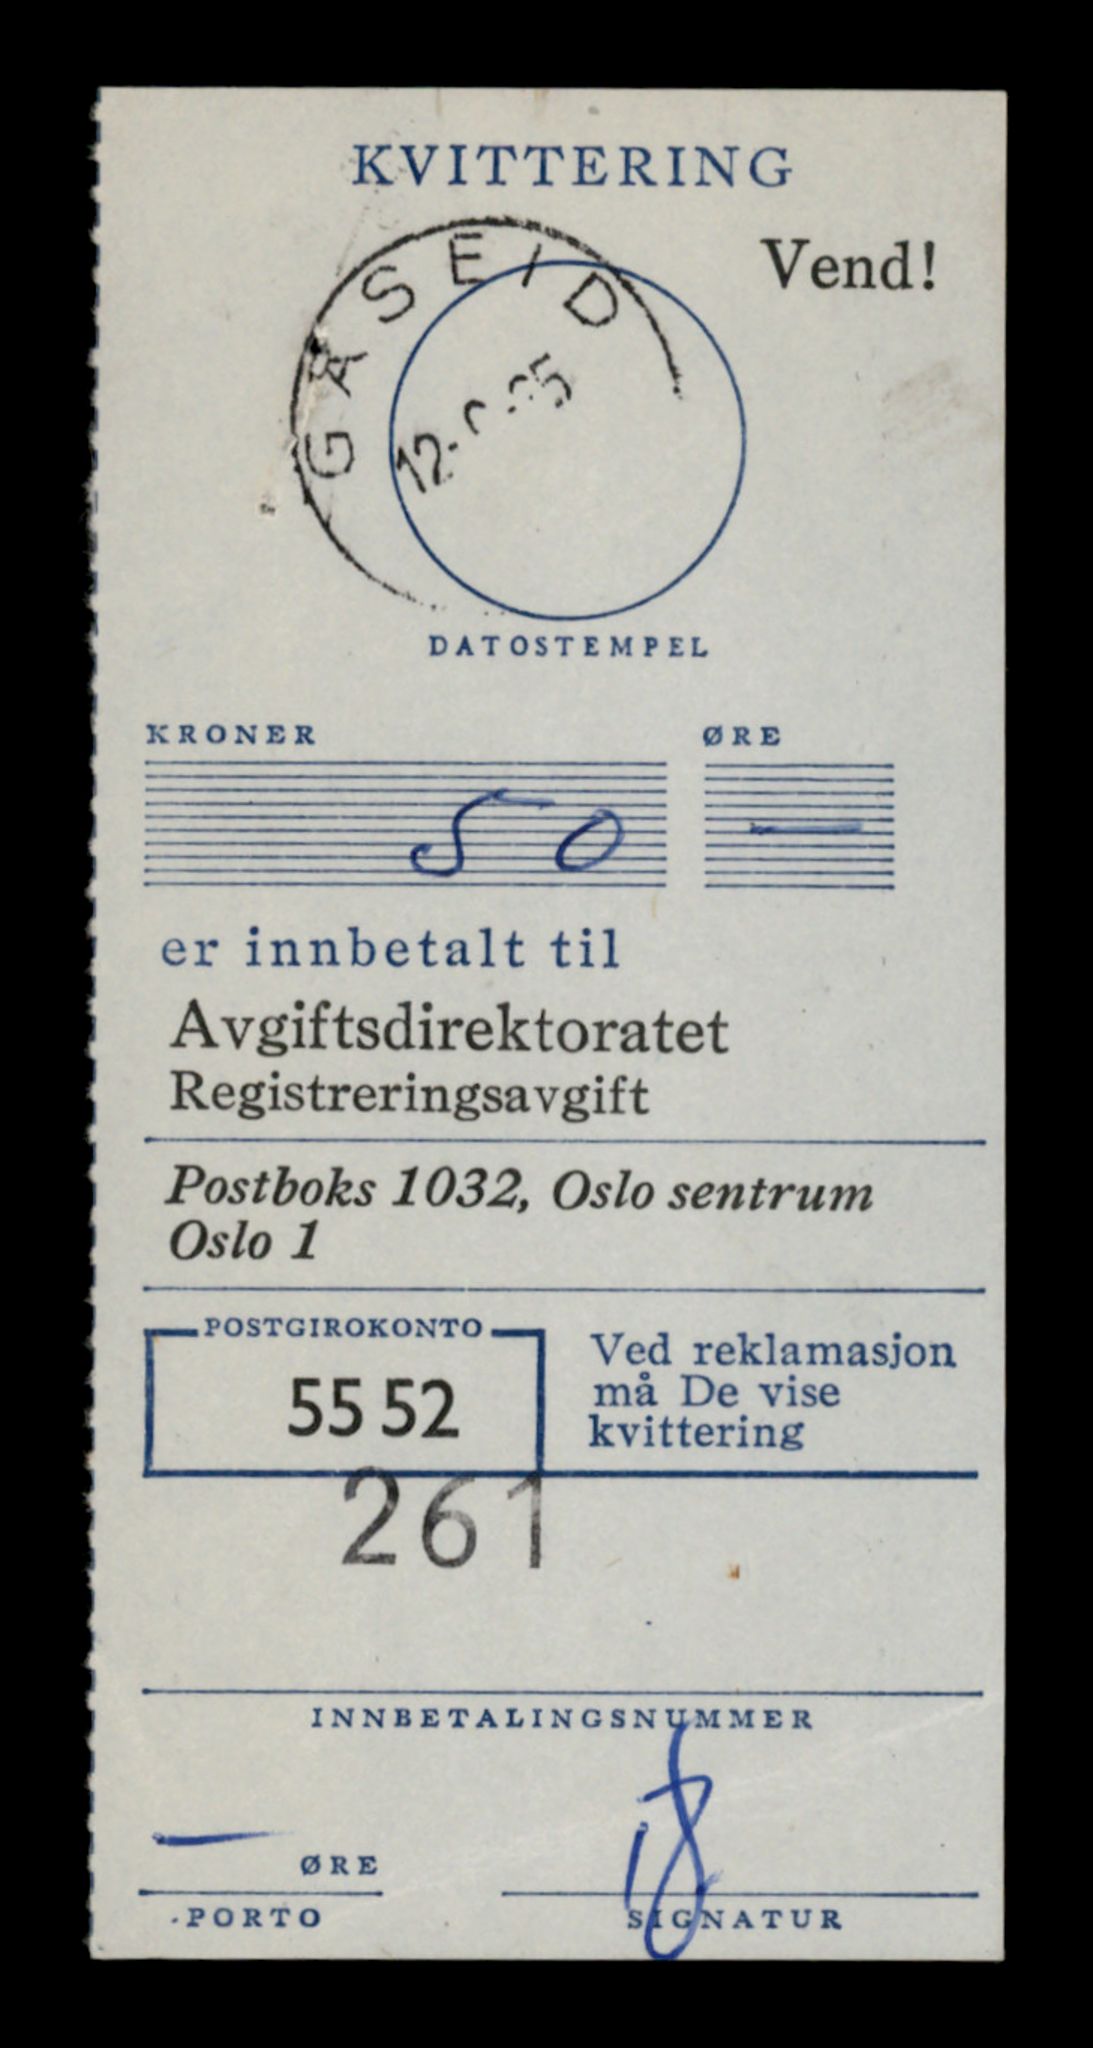 KVITTERING
Vend!
GÅSEID
DATOSTEMPEL
KRONER ØRE
50 —
er innbetalt til
Avgiftsdirektoratet
Registreringsavgift
Postboks 1032, Oslo sentrum
Oslo 1
POSTGIROKONTO
55 52
Ved reklamasjon
må De vise
kvittering
261
INNBETALINGSNUMMER
— ØRE
PORTO
SIGNATUR